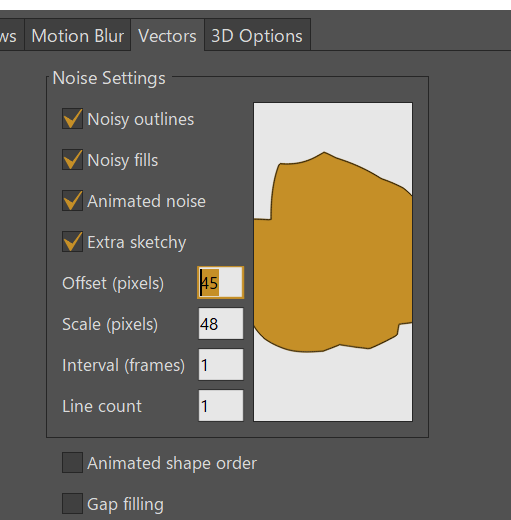 ws Motion Blur Vectors 3D Options
Noise Settings
Noisy outlines
Noisy fills
Animated noise
Extra sketchy
Offset (pixels) 45
Scale (pixels) 48
Interval (frames) 1
Line count 1
Animated shape order
Gap filling